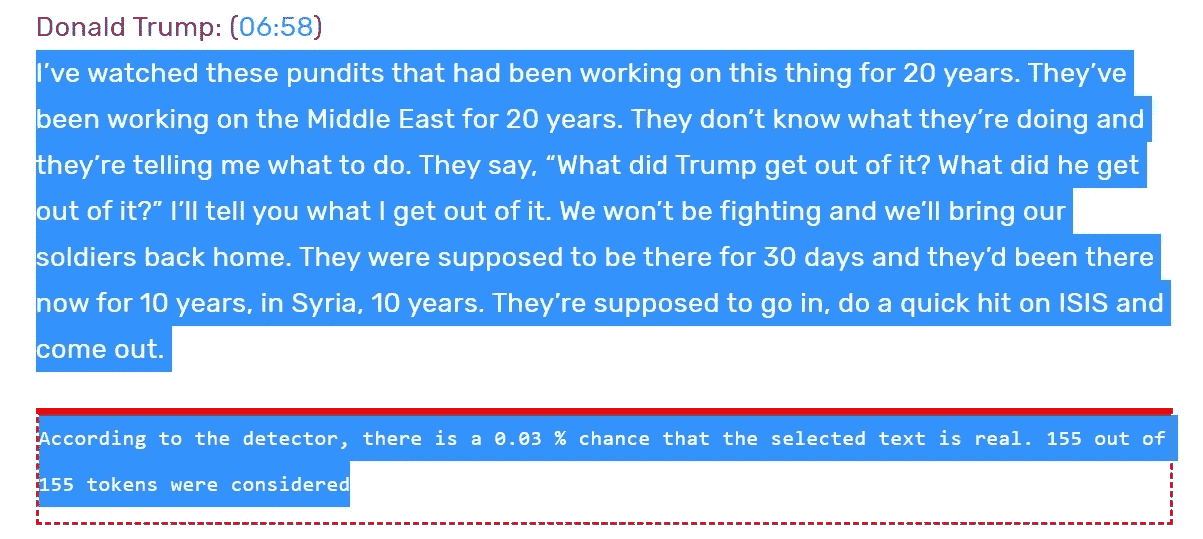 Donald Trump: (06:58)
I’ve watched these pundits that had been working on this thing for 20 years. They’ve
been working on the Middle East for 20 years. They don’t know what they’re doing and
they’re telling me what to do. They say, “What did Trump get out of it? What did he get
out of it?” I’ll tell you what I get out of it. We won’t be fighting and we’ll bring our
soldiers back home. They were supposed to be there for 30 days and they’d been there
now for 10 years, in Syria, 10 years. They’re supposed to go in, do a quick hit on ISIS and
come out.
According to the detector, there is a 0.03 % chance that the selected text is real. 155 out of
155 tokens were considered